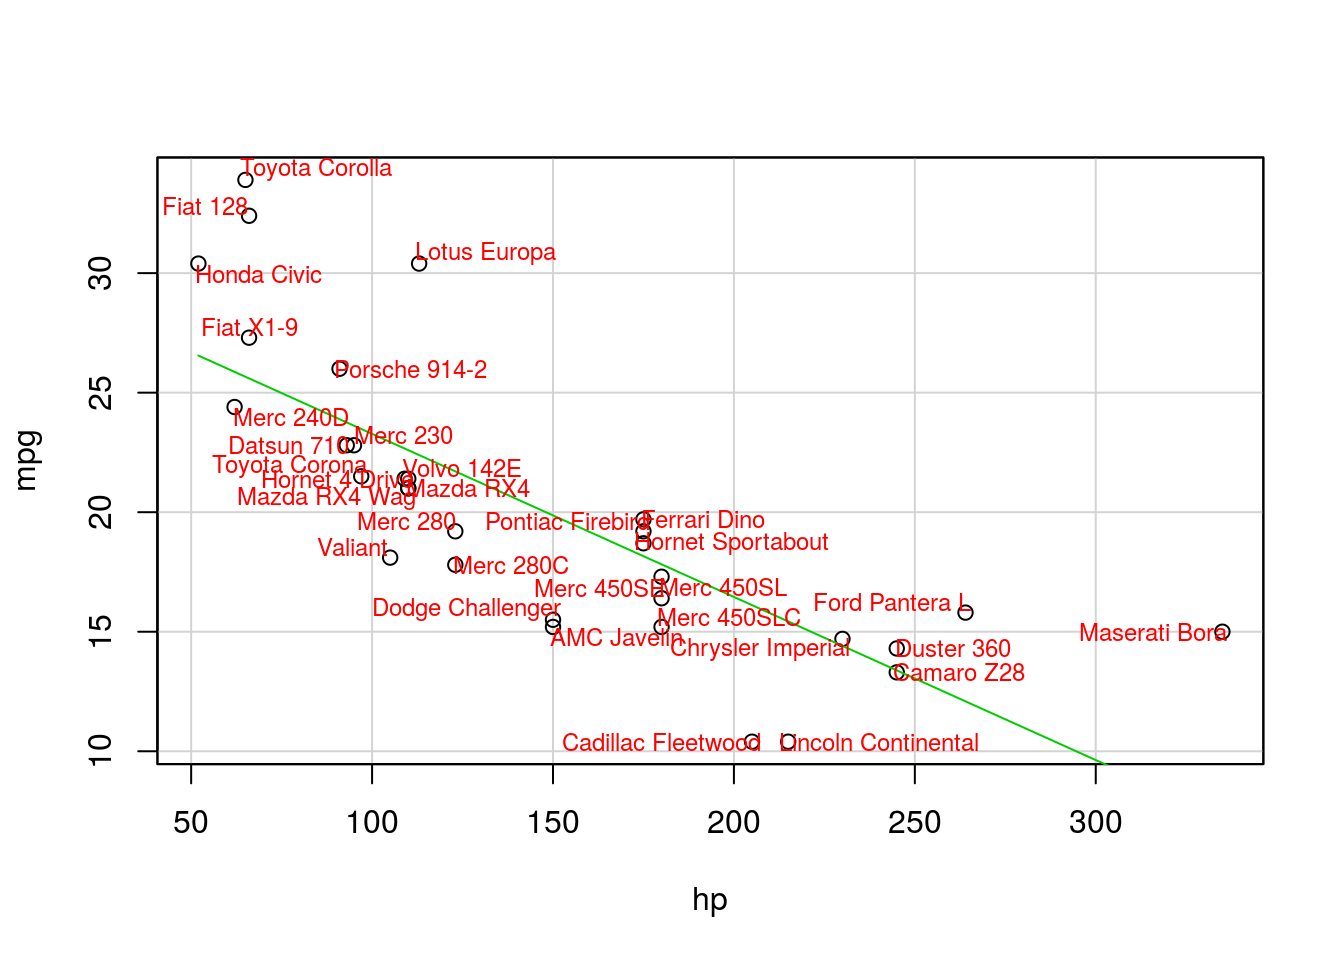 Toyota Corolla
Fiat 128
Lotus Europa
Honda Civic
Fiat X1-9
Porsche 914-2
Merc 240D
Merc 230
Datsun 710
Toyota Corona
Volvo 142E
Hornet 4 Drive
Mazda RX4
Mazda RX4 Wag
Merc 280
Pontiac Firebird
Ferrari Dino
Hornet Sportabout
Valiant
Merc 280C
Merc 450SE
Merc 450SL
Dodge Challenger
Ford Pantera L
Merc 450SLC
AMC Javelin
Maserati Bora
Chrysler Imperial
Duster 360
Camaro Z28
Cadillac Fleetwood
Lincoln Continental
30
25
20
15
10
mpg
50 100 150 200 250 300
hp